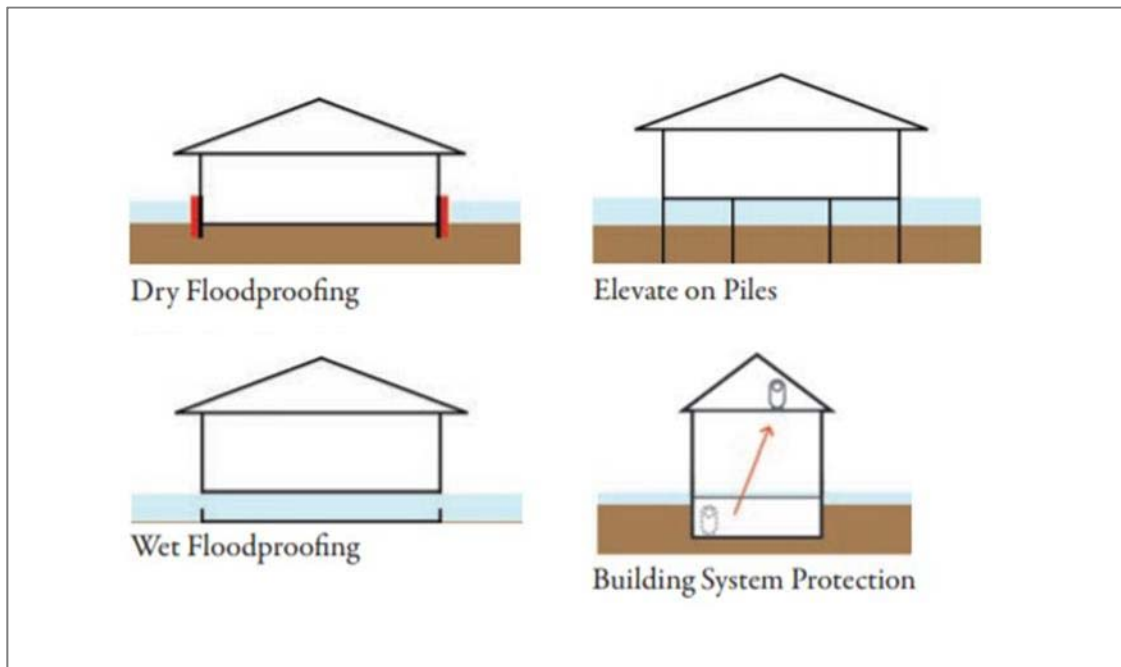 Dry Floodproofing
Elevate on Piles
Wet Floodproofing
Building System Protection